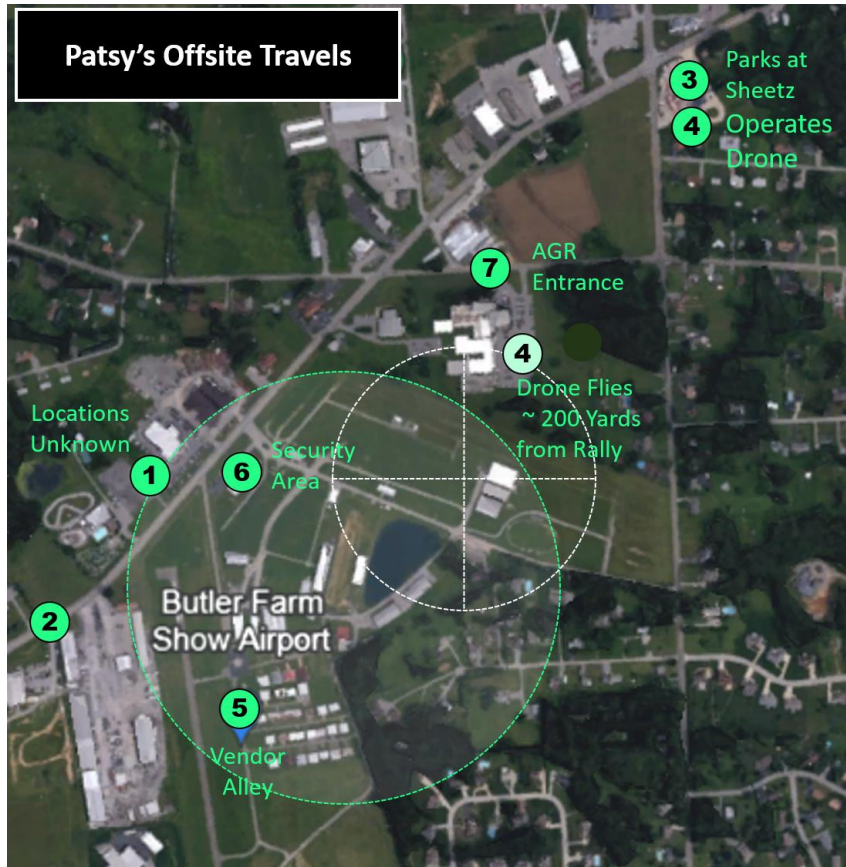 Patsy's Offsite Travels
3
Parks at
Sheetz
4
Operates
Drone
7
AGR
Entrance
4
Drone Flies
~ 200 Yards
from Rally
Locations
Unknown
1
6
Security
Area
2
Butler Farm
Show Airport
5
Vendor
Alley